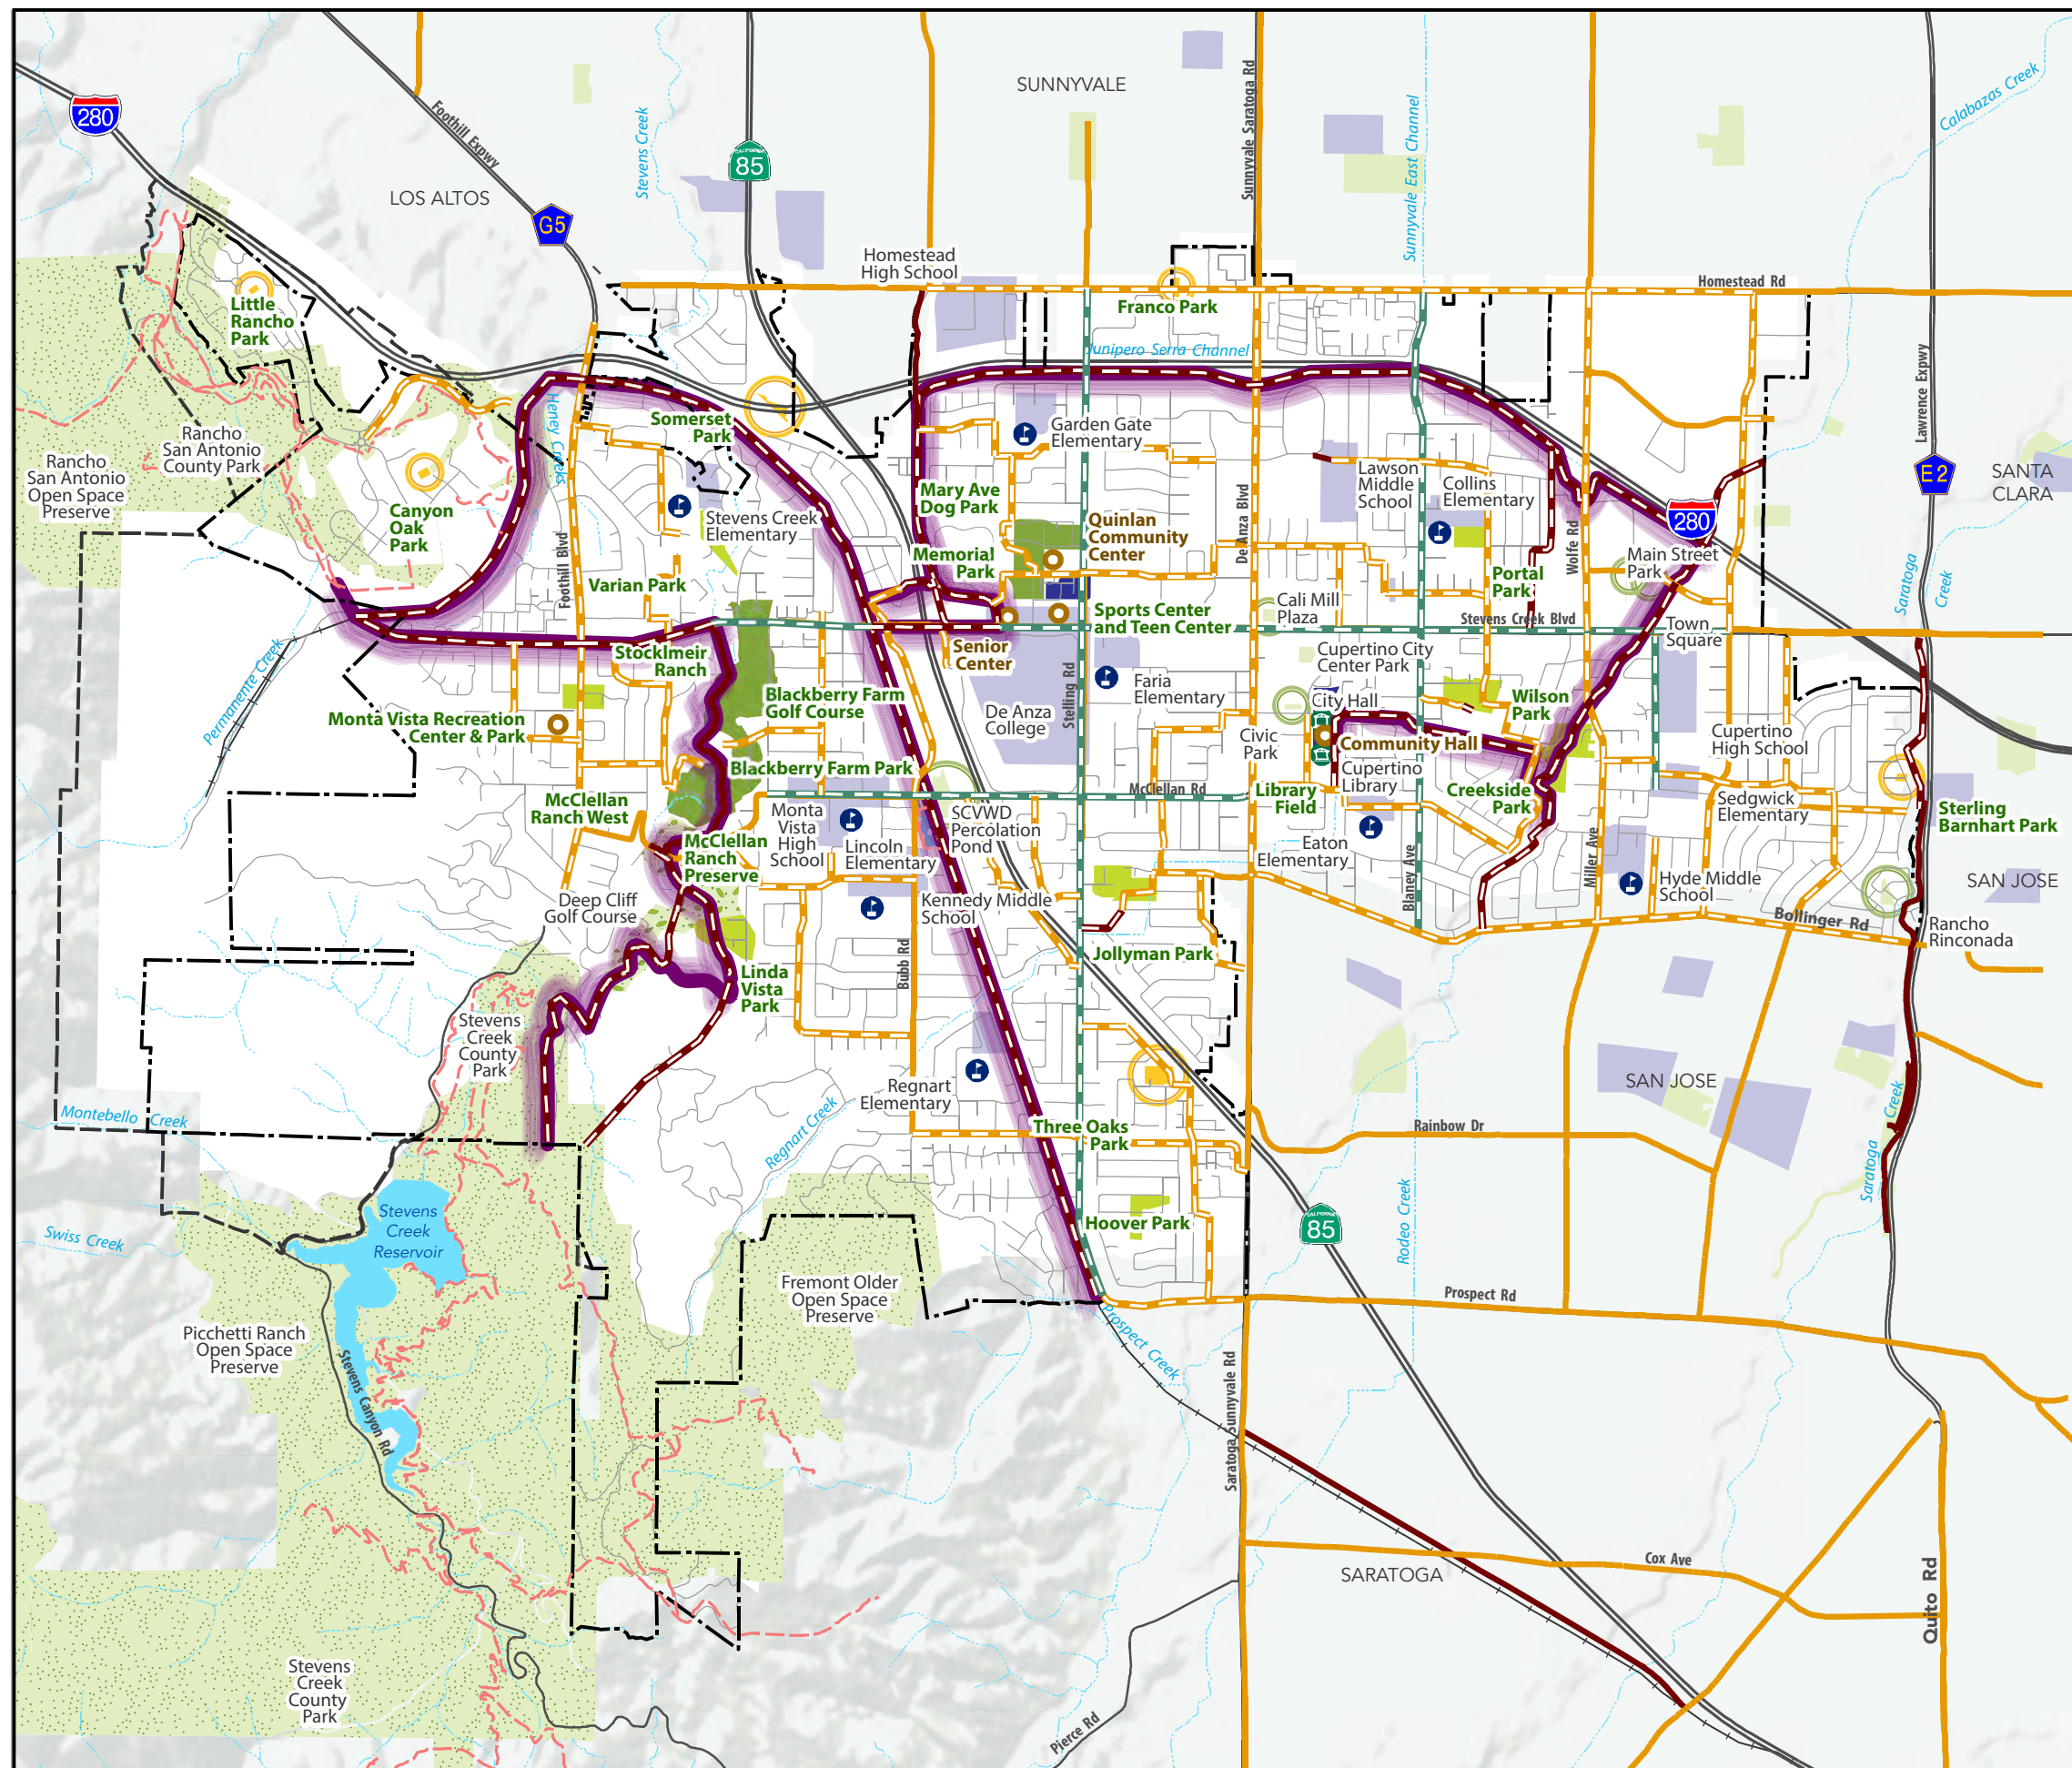 SUNNYVALE
280
Foothill Expwy
Stevens Creek
85
CALIFORNIA
Sunnyvale Saratoga Rd
Sunnyvale East Channel
Calabazas Creek
LOS ALTOS
G5
Homestead
High School
Homestead Rd
Little
Rancho
Park
Franco Park
Junipero Serra Channel
Lawrence Expwy
Heney Creeks
Somerset
Park
Garden Gate
Elementary
Rancho
San Antonio
County Park
Rancho
San Antonio
Open Space
Preserve
Lawson
Middle
School
Collins
Elementary
E2
SANTA
CLARA
Mary Ave
Dog Park
Canyon
Oak
Park
Stevens Creek
Elementary
Quinlan
Community
Center
De Anza Blvd
Wolfe Rd
280
Memorial
Park
Main Street
Park
Foothill Blvd
Varian Park
Portal
Park
Saratoga
Creek
Cali Mill
Plaza
Sports Center
and Teen Center
Stevens Creek Blvd
Town
Square
Permanente Creek
Stocklmeir
Ranch
Senior
Center
Cupertino City
Center Park
Stelling Rd
Faria
Elementary
Blackberry Farm
Golf Course
City Hall
Wilson
Park
Monta Vista Recreation
Center & Park
De Anza
College
Civic
Park
Community Hall
Cupertino
High School
Blackberry Farm Park
Cupertino
Library
McClellan Rd
McClellan
Ranch West
Library
Field
Creekside
Park
Sedgwick
Elementary
Monta
Vista
High
School
SCVWD
Percolation
Pond
Sterling
Barnhart Park
McClellan
Ranch
Preserve
Lincoln
Elementary
Eaton
Elementary
Blaney Ave
Miller Ave
Hyde Middle
School
SAN JOSE
Deep Cliff
Golf Course
Kennedy Middle
School
Bollinger Rd
Rancho
Rinconada
Bubb Rd
Jollyman Park
Linda
Vista
Park
Stevens
Creek
County
Park
Regnart
Elementary
SAN JOSE
Montebello Creek
Regnart Creek
Three Oaks
Park
Rainbow Dr
Saratoga
Creek
Stevens
Creek
Reservoir
Swiss Creek
Hoover Park
CALIFORNIA
85
Rodeo Creek
Fremont Older
Open Space
Preserve
Prospect Rd
Prospect Creek
Picchetti Ranch
Open Space
Preserve
Stevens Canyon Rd
Saratoga Sunnyvale Rd
SARATOGA
Cox Ave
Quito Rd
Stevens
Creek
County
Park
Pierce Rd